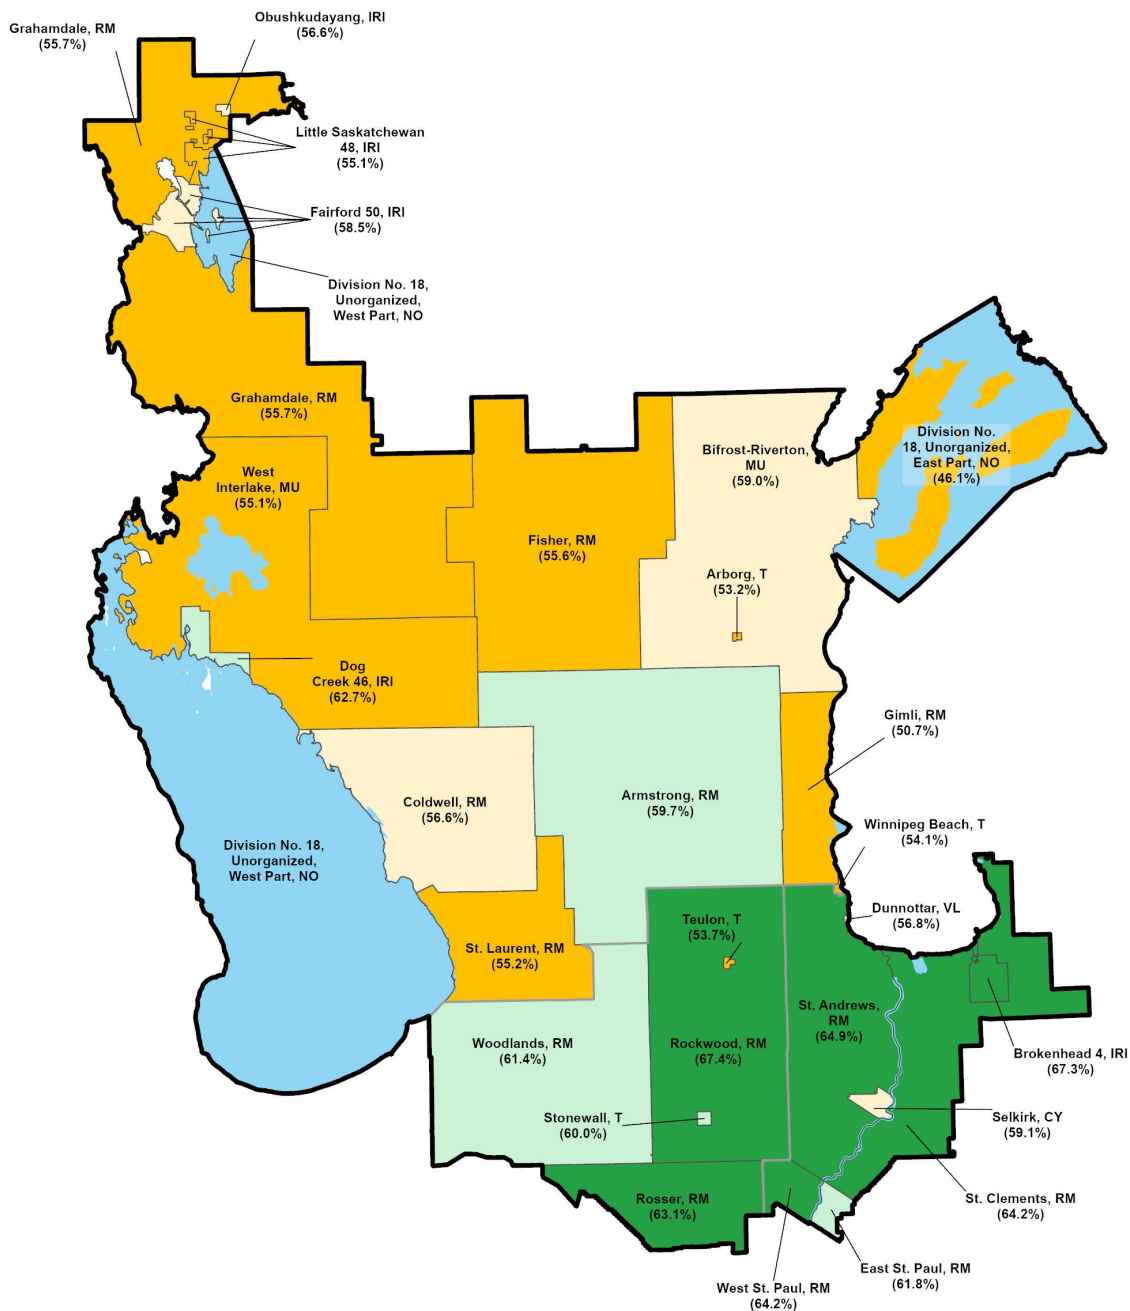 Obushkudayang, IRI
(56.6%)
Grahamdale, RM
(55.7%)
Little Saskatchewan
48, IRI
(55.1%)
Fairford 50, IRI
(58.5%)
Division No. 18,
Unorganized,
West Part, NO
Grahamdale, RM
(55.7%)
West
Interlake, MU
(55.1%)
Bifrost-Riverton,
MU
(59.0%)
Division No.
18, Unorganized,
East Part, NO
(46.1%)
Fisher, RM
(55.6%)
Arborg, T
(53.2%)
Dog
Creek 46, IRI
(62.7%)
Gimli, RM
(50.7%)
Coldwell, RM
(56.6%)
Armstrong, RM
(59.7%)
Winnipeg Beach, T
(54.1%)
Division No. 18,
Unorganized,
West Part, NO
Dunnottar, VL
(56.8%)
Teulon, T
(53.7%)
St. Laurent, RM
(55.2%)
St. Andrews,
RM
(64.9%)
Woodlands, RM
(61.4%)
Rockwood, RM
(67.4%)
Brokenhead 4, IRI
(67.3%)
Stonewall, T
(60.0%)
Selkirk, CY
(59.1%)
Rosser, RM
(63.1%)
St. Clements, RM
(64.2%)
East St. Paul, RM
(61.8%)
West St. Paul, RM
(64.2%)